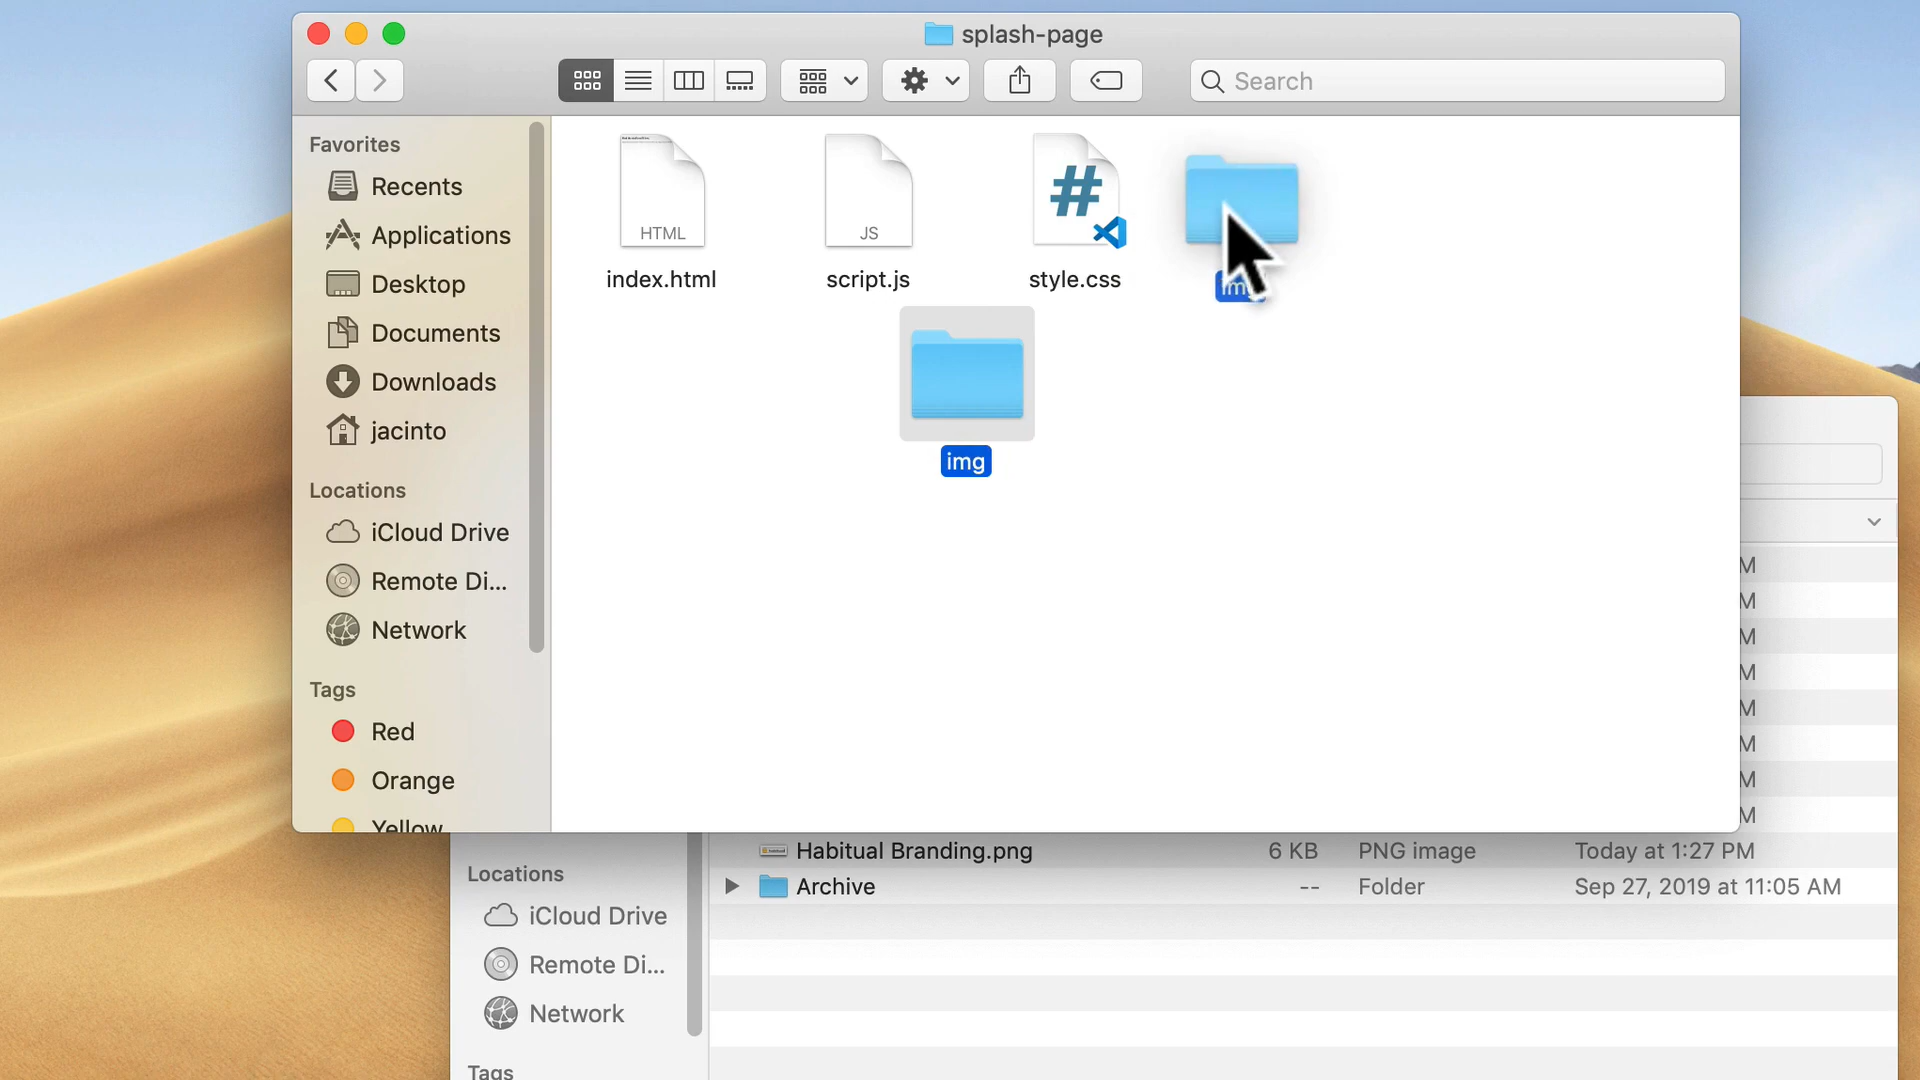 splash-page
Search
Favorites
Recents
Applications
Desktop
Documents
Downloads
jacinto
Locations
iCloud Drive
Remote Di...
Network
Tags
Red
Orange
Yellow
HTML
index.html
JS
script.js
#
style.css
img
M
M
M
M
M
M
M
M
Habitual Branding.png 6 KB PNG image Today at 1:27 PM
Archive -- Folder Sep 27, 2019 at 11:05 AM
Locations
iCloud Drive
Remote Di...
Network
Tags